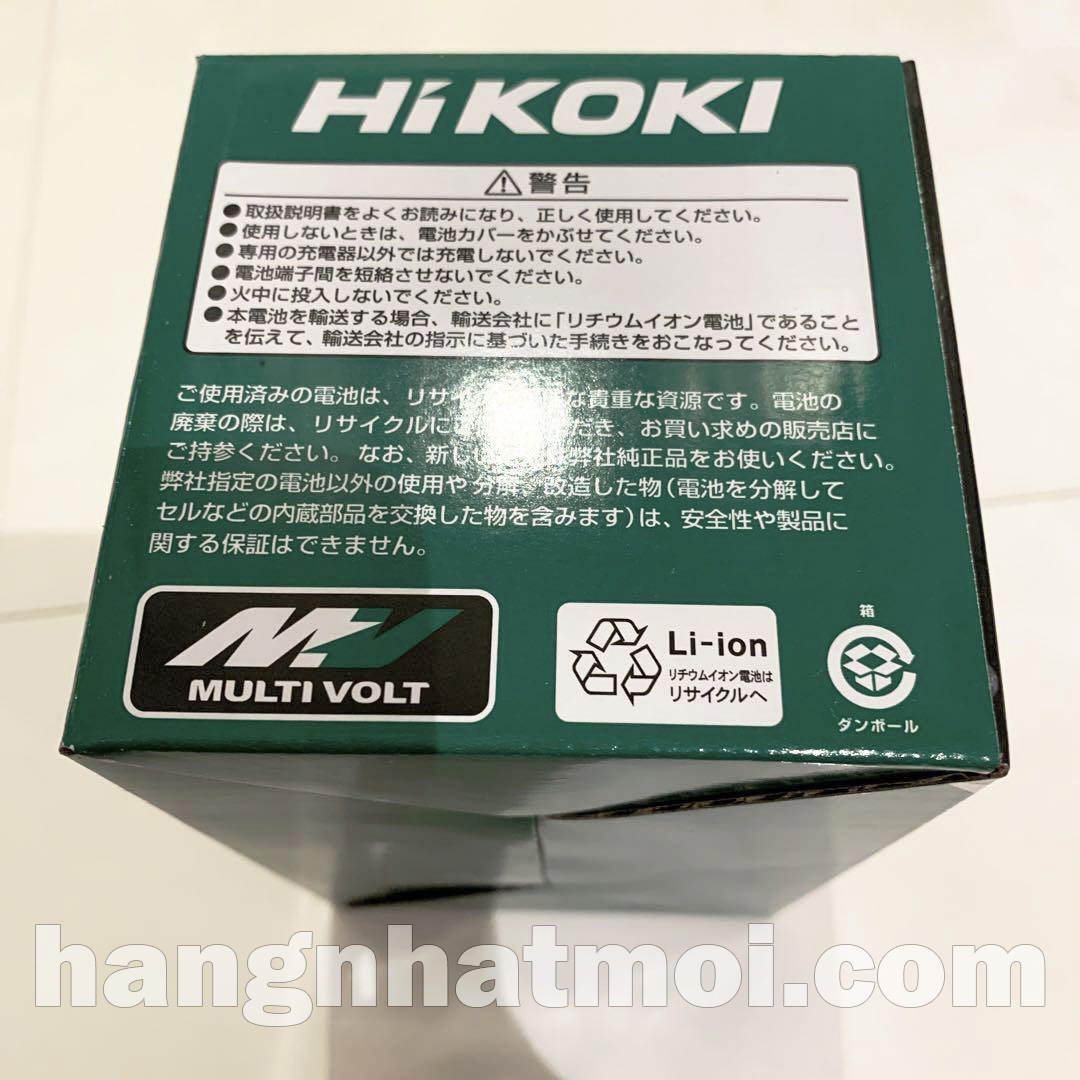 HiKOKI
⚠警告
●取扱説明書をよくお読みになり、正しく使用してください。
●使用しないときは、電池カバーをかぶせてください。
●専用の充電器以外では充電しないでください。
●電池端子間を短絡させないでください。
●火中に投入しないでください。
●本電池を輸送する場合、輸送会社に「リチウムイオン電池」であること
を伝えて、輸送会社の指示に基づいた手続きをおこなってください。
ご使用済みの電池は、リサイ な貴重な資源です。電池の
廃棄の際は、リサイクルに だき、お買い求めの販売店に
ご持参ください。なお、新し 弊社純正品をお使いください。
弊社指定の電池以外の使用や分解、改造した物（電池を分解して
セルなどの内蔵部品を交換した物を含みます）は、安全性や製品に
関する保証はできません。
MV
MULTI VOLT
Li-ion
リチウムイオン電池は
リサイクルへ
箱
ダンボール
hangnhatmoi.com